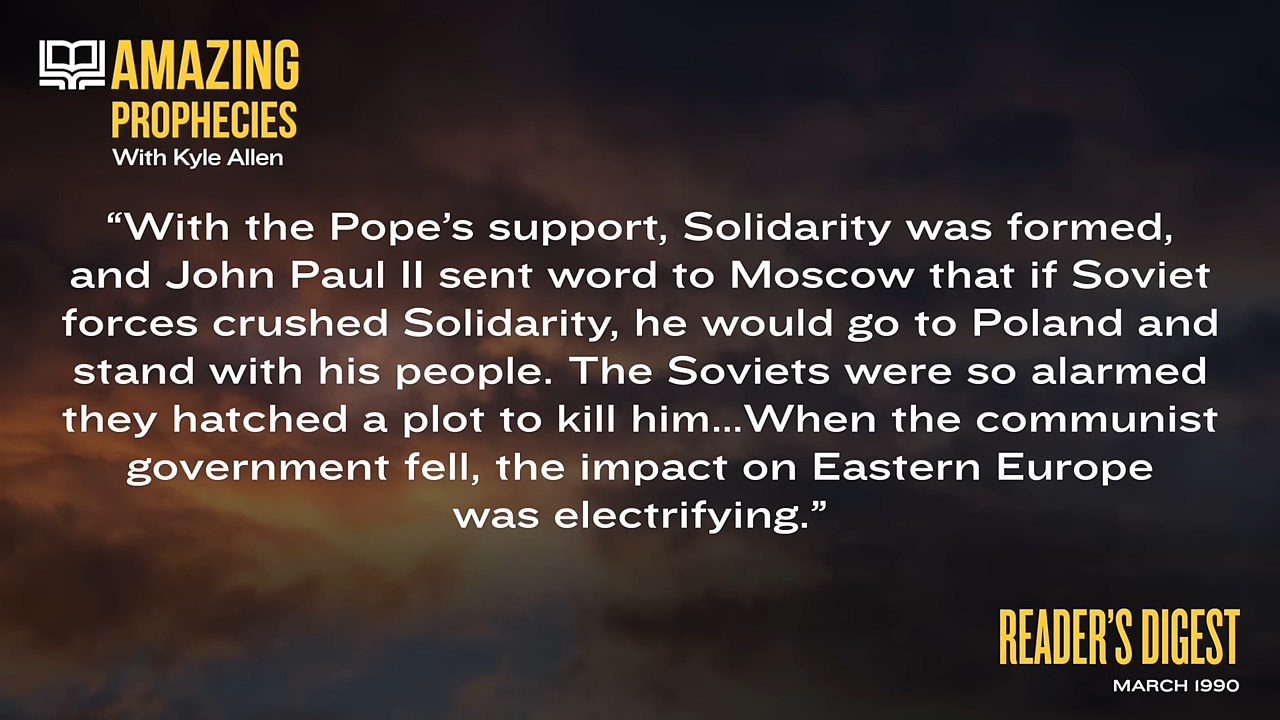 AMAZING
PROPHECIES
With Kyle Allen
“With the Pope’s support, Solidarity was formed,
and John Paul II sent word to Moscow that if Soviet
forces crushed Solidarity, he would go to Poland and
stand with his people. The Soviets were so alarmed
they hatched a plot to kill him...When the communist
government fell, the impact on Eastern Europe
was electrifying.”
READER’S DIGEST
MARCH 1990